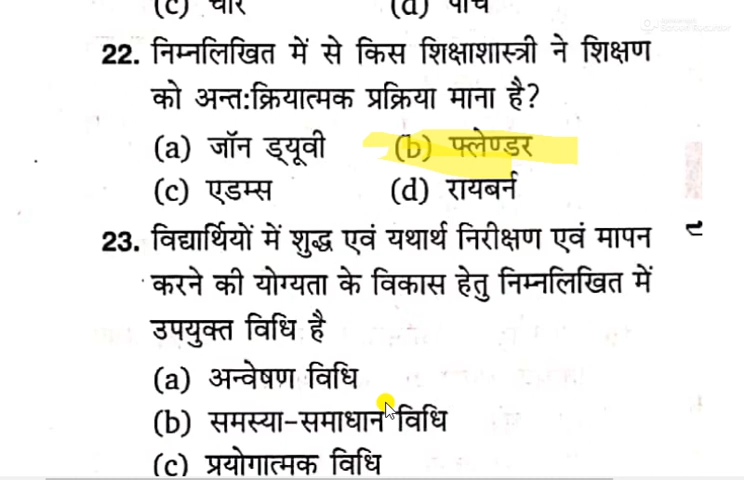 (c) चार (d) पाँच
22. निम्नलिखित में से किस शिक्षाशास्त्री ने शिक्षण
को अन्त:क्रियात्मक प्रक्रिया माना है?
(a) जॉन ड्यूवी (b) फ्लेण्डर
(c) एडम्स (d) रायबर्न
23. विद्यार्थियों में शुद्ध एवं यथार्थ निरीक्षण एवं मापन
करने की योग्यता के विकास हेतु निम्नलिखित में
उपयुक्त विधि है
(a) अन्वेषण विधि
(b) समस्या-समाधान विधि
(c) प्रयोगात्मक विधि